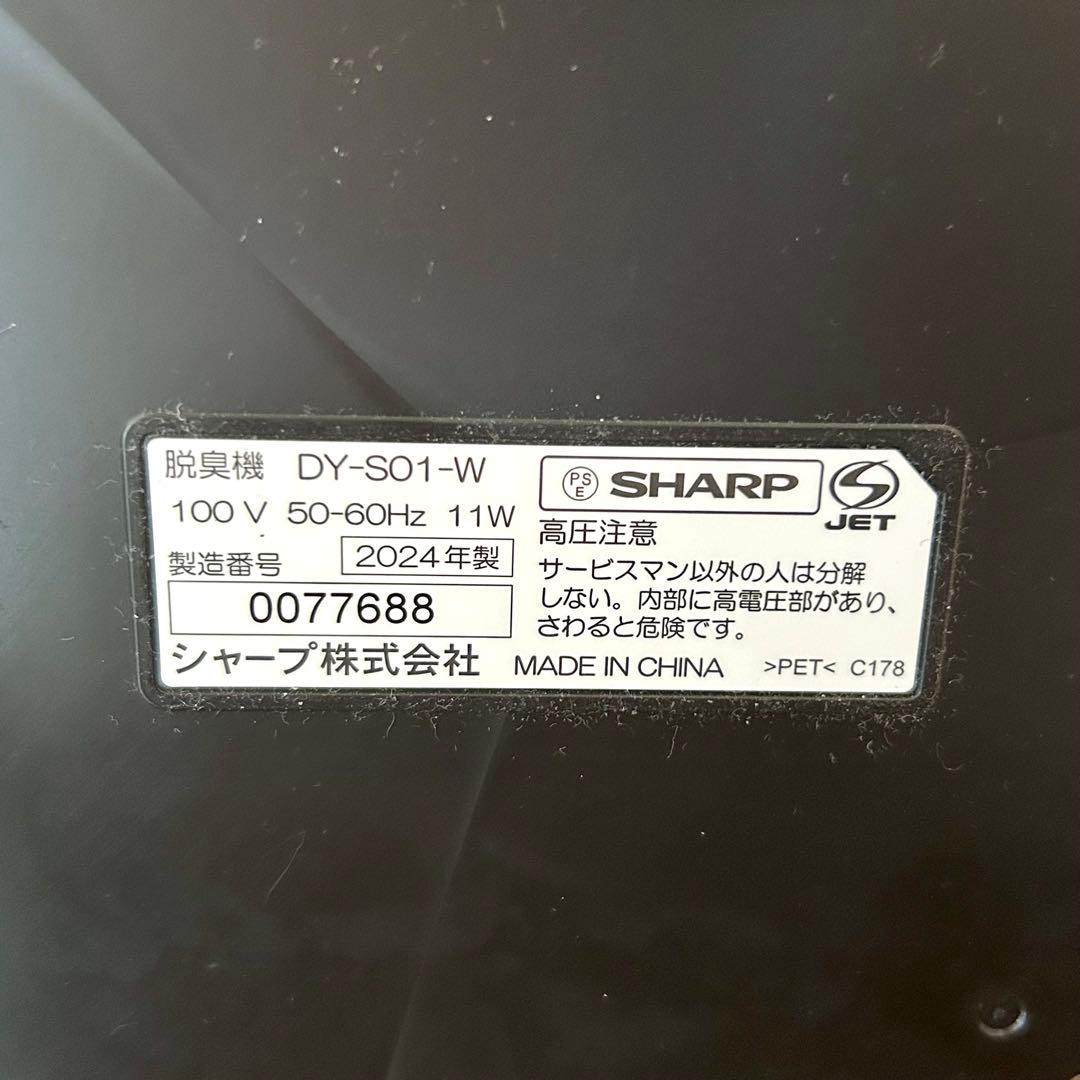 脱臭機 DY-S01-W
100V 50-60Hz 11W
製造番号 2024年製
0077688
シャープ株式会社
PSE SHARP
JET
高圧注意
サービスマン以外の人は分解
しない。内部に高電圧部があり、
さわると危険です。
MADE IN CHINA >PET< C178